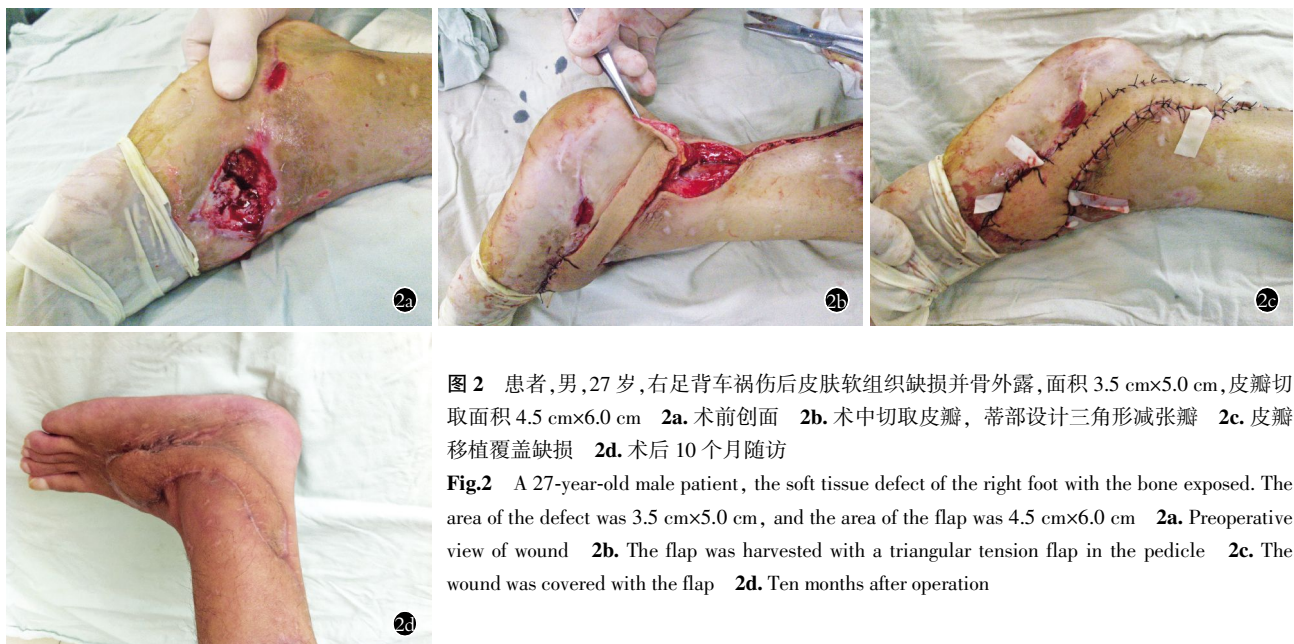 2a
2b
2c
2d
图 2 患者,男,27 岁,右足背车祸伤后皮肤软组织缺损并骨外露,面积 3.5 cm×5.0 cm,皮瓣切
取面积 4.5 cm×6.0 cm 2a. 术前创面 2b. 术中切取皮瓣, 蒂部设计三角形减张瓣 2c. 皮瓣
移植覆盖缺损 2d. 术后 10 个月随访
Fig.2 A 27-year-old male patient, the soft tissue defect of the right foot with the bone exposed. The
area of the defect was 3.5 cm×5.0 cm, and the area of the flap was 4.5 cm×6.0 cm 2a. Preoperative
view of wound 2b. The flap was harvested with a triangular tension flap in the pedicle 2c. The
wound was covered with the flap 2d. Ten months after operation